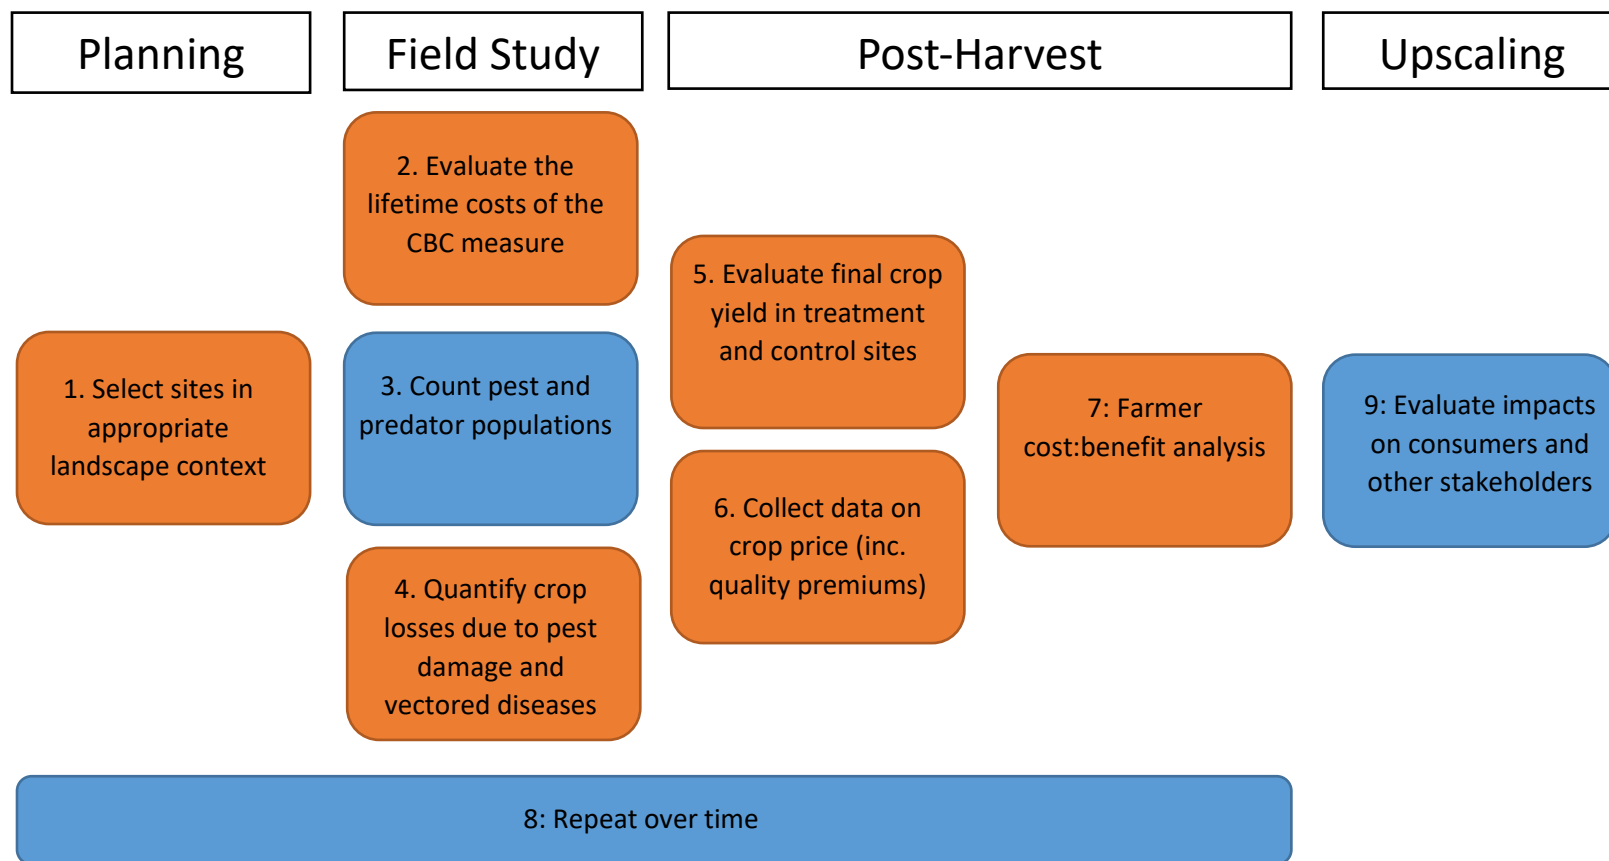 Planning
Field Study
Post-Harvest
Upscaling
1. Select sites in
appropriate
landscape context
2. Evaluate the
lifetime costs of the
CBC measure
3. Count pest and
predator populations
4. Quantify crop
losses due to pest
damage and
vectored diseases
5. Evaluate final crop
yield in treatment
and control sites
6. Collect data on
crop price (inc.
quality premiums)
7: Farmer
cost:benefit analysis
8: Repeat over time
9: Evaluate impacts
on consumers and
other stakeholders